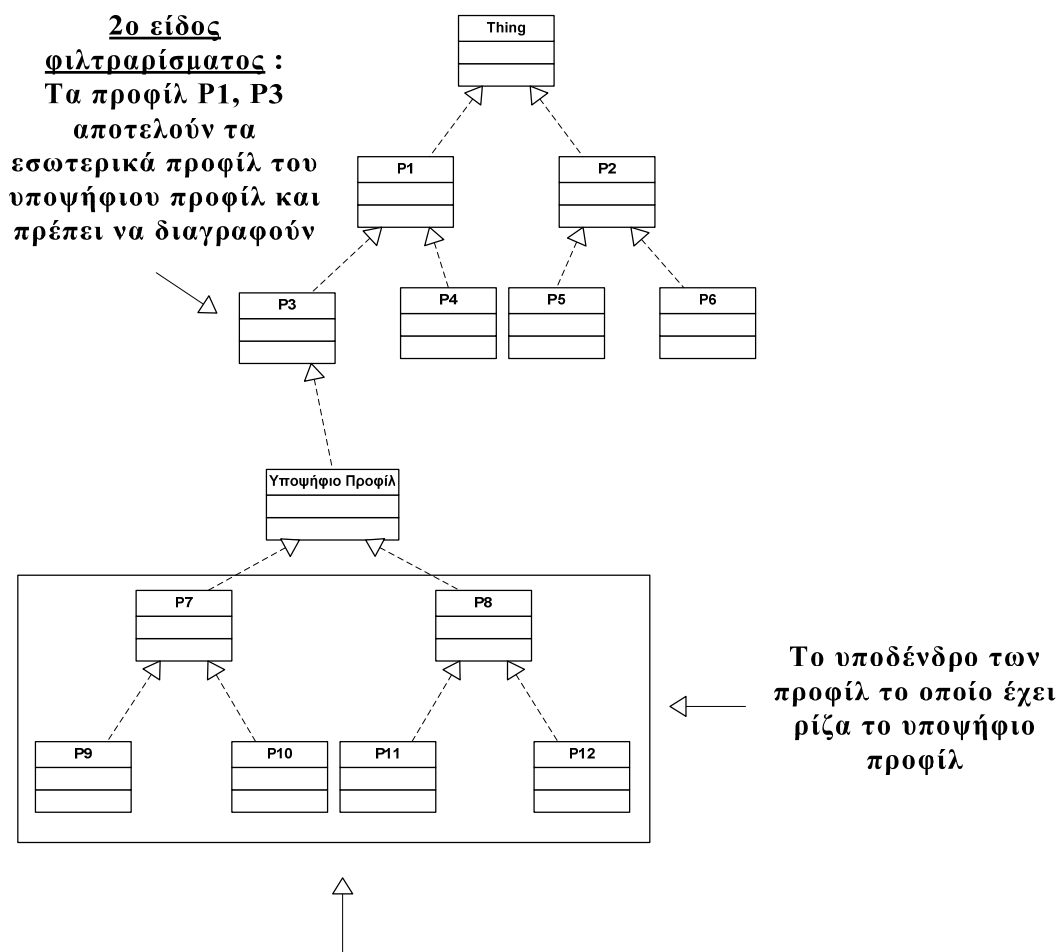 2ο είδος
φιλτραρίσματος :
Τα προφίλ P1, P3
αποτελούν τα
εσωτερικά προφίλ του
υποψήφιου προφίλ και
πρέπει να διαγραφούν
Thing
P1
P2
P3
P4
P5
P6
Υποψήφιο Προφίλ
P7
P8
P9
P10
P11
P12
Το υποδένδρο των
προφίλ το οποίο έχει
ρίζα το υποψήφιο
προφίλ